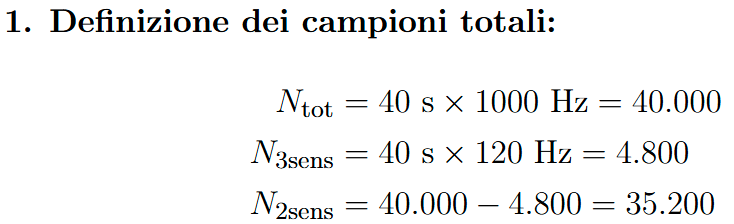 1. Definizione dei campioni totali:
N_tot = 40 s × 1000 Hz = 40.000
N_3sens = 40 s × 120 Hz = 4.800
N_2sens = 40.000 − 4.800 = 35.200